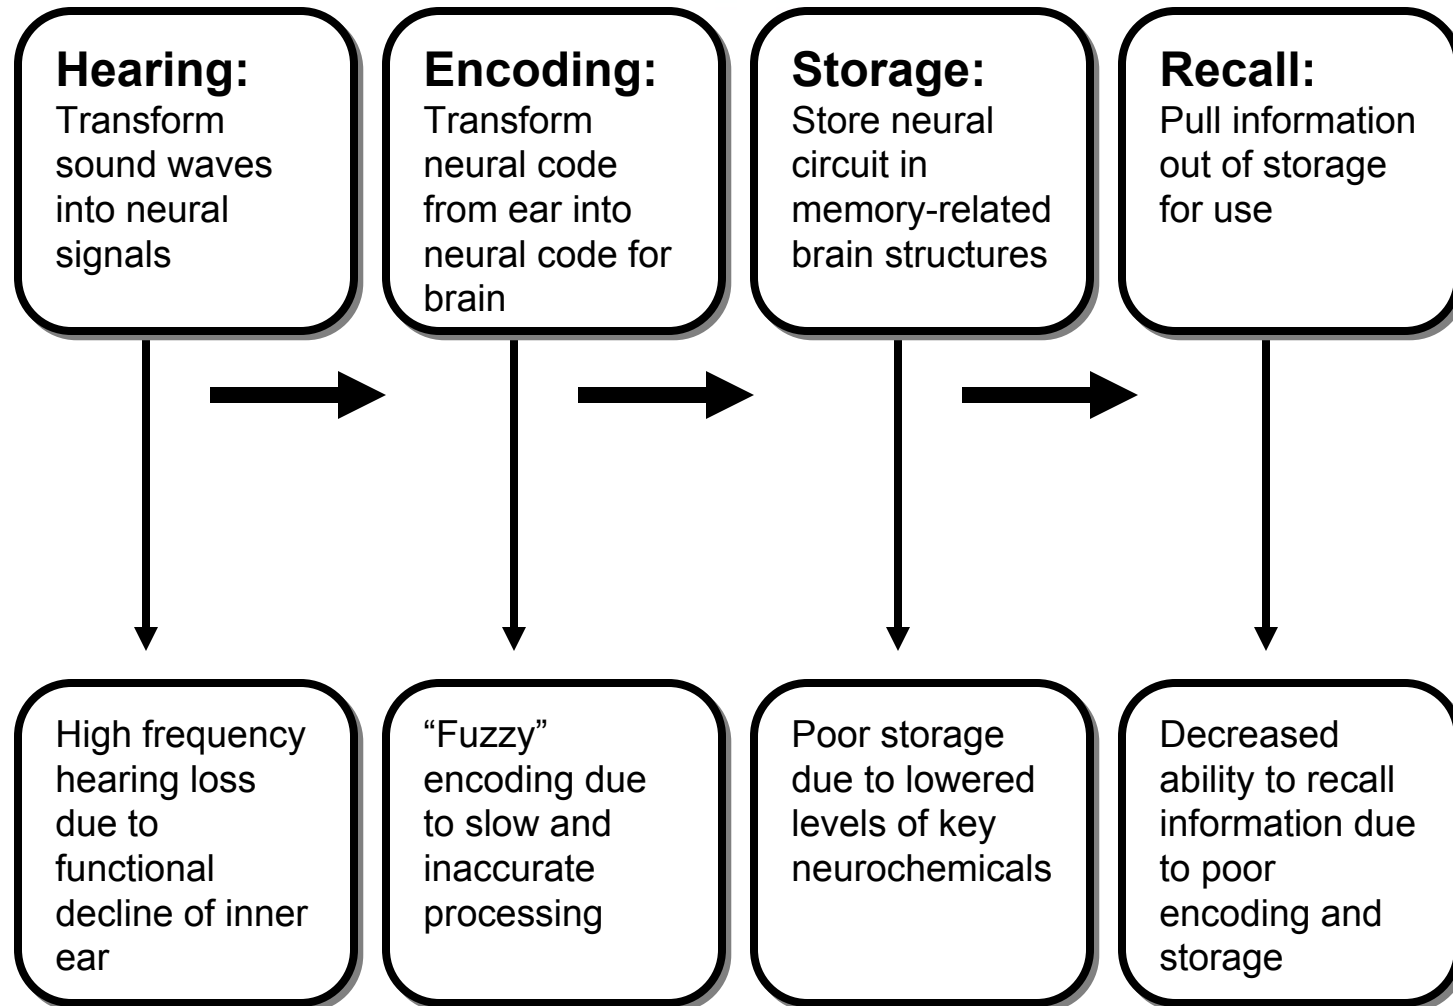 Hearing:
Transform
sound waves
into neural
signals
Encoding:
Transform
neural code
from ear into
neural code for
brain
Storage:
Store neural
circuit in
memory-related
brain structures
Recall:
Pull information
out of storage
for use
High frequency
hearing loss
due to
functional
decline of inner
ear
“Fuzzy”
encoding due
to slow and
inaccurate
processing
Poor storage
due to lowered
levels of key
neurochemicals
Decreased
ability to recall
information due
to poor
encoding and
storage